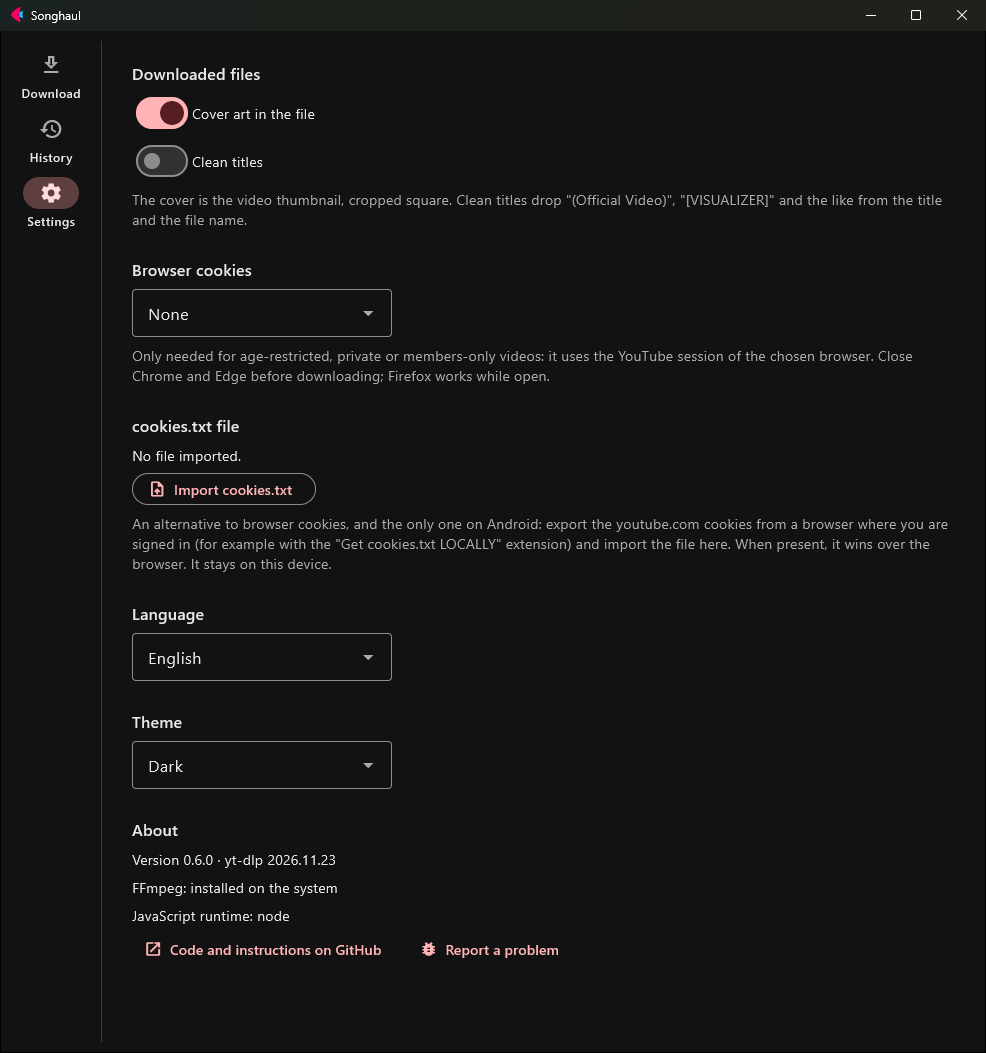 Songhaul
Download
History
Settings
Downloaded files
Cover art in the file
Clean titles
The cover is the video thumbnail, cropped square. Clean titles drop "(Official Video)", "[VISUALIZER]" and the like from the title
and the file name.
Browser cookies
None
Only needed for age-restricted, private or members-only videos: it uses the YouTube session of the chosen browser. Close
Chrome and Edge before downloading; Firefox works while open.
cookies.txt file
No file imported.
Import cookies.txt
An alternative to browser cookies, and the only one on Android: export the youtube.com cookies from a browser where you are
signed in (for example with the "Get cookies.txt LOCALLY" extension) and import the file here. When present, it wins over the
browser. It stays on this device.
Language
English
Theme
Dark
About
Version 0.6.0 · yt-dlp 2026.11.23
FFmpeg: installed on the system
JavaScript runtime: node
Code and instructions on GitHub
Report a problem